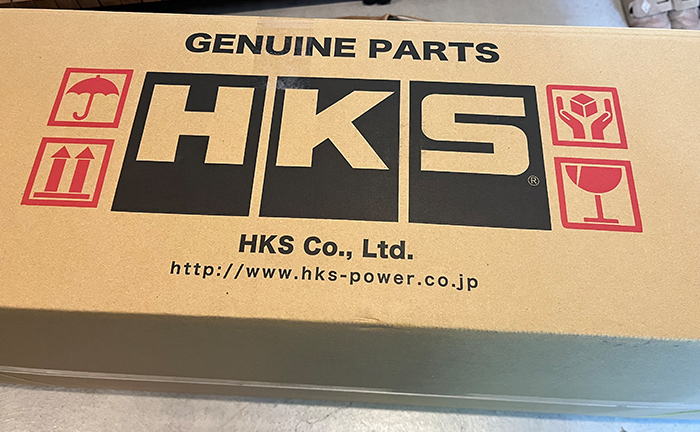 GENUINE PARTS
HKS®
HKS Co., Ltd.
http://www.hks-power.co.jp